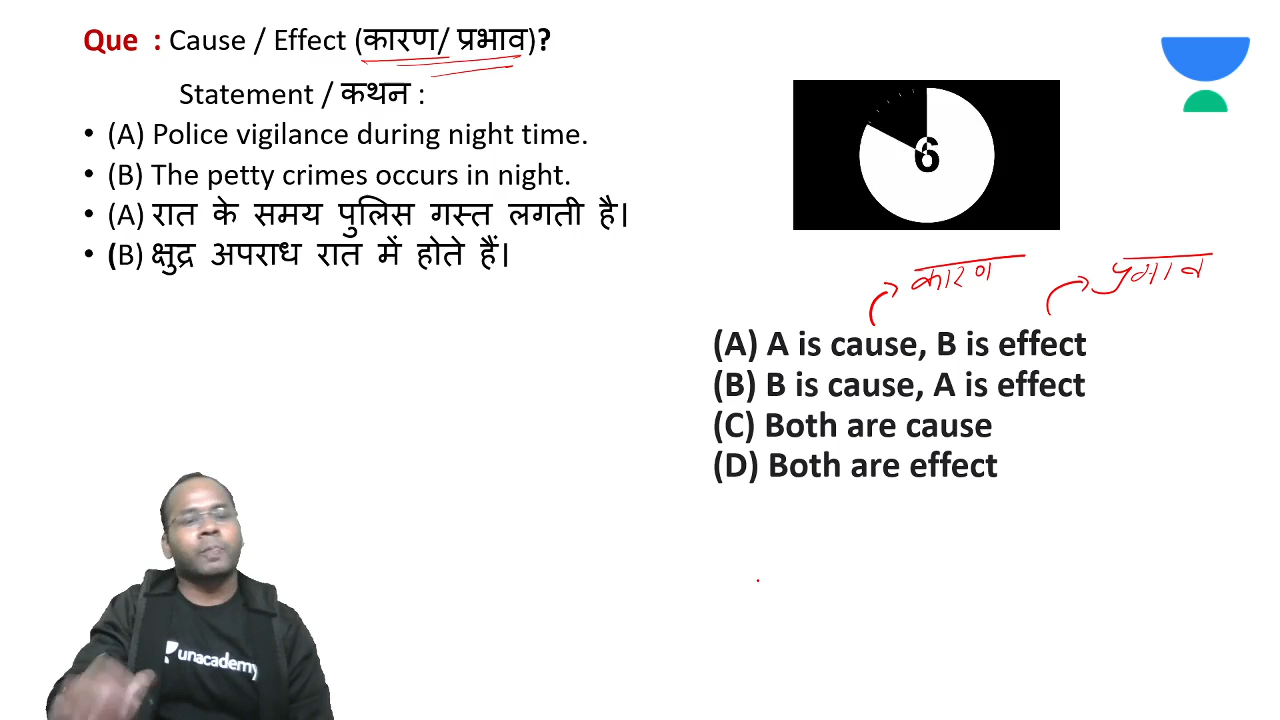 Que : Cause / Effect (कारण/ प्रभाव)?
Statement / कथन :
• (A) Police vigilance during night time.
• (B) The petty crimes occurs in night.
• (A) रात के समय पुलिस गस्त लगती है।
• (B) क्षुद्र अपराध रात में होते हैं।
6
कारण प्रभाव
(A) A is cause, B is effect
(B) B is cause, A is effect
(C) Both are cause
(D) Both are effect
unacademy